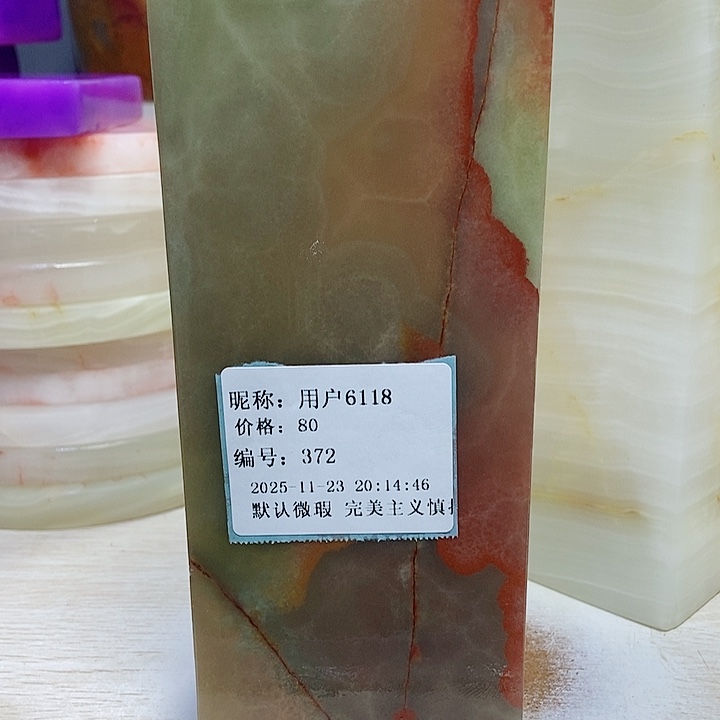 昵称：用户6118
价格：80
编号：372
2025-11-23 20:14:46
默认微瑕 完美主义慎